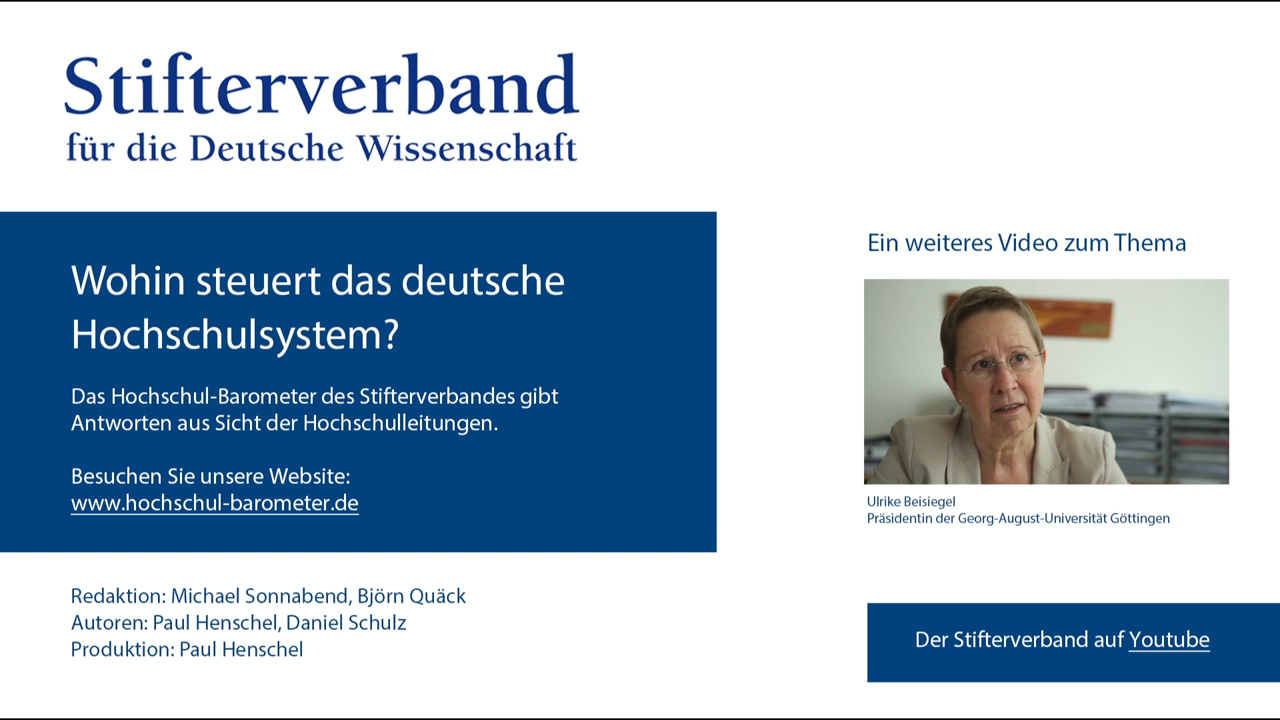 Stifterverband
für die Deutsche Wissenschaft
Wohin steuert das deutsche
Hochschulsystem?
Das Hochschul-Barometer des Stifterverbandes gibt
Antworten aus Sicht der Hochschulleitungen.
Besuchen Sie unsere Website:
www.hochschul-barometer.de
Redaktion: Michael Sonnabend, Björn Quäck
Autoren: Paul Henschel, Daniel Schulz
Produktion: Paul Henschel
Ein weiteres Video zum Thema
Ulrike Beisiegel
Präsidentin der Georg-August-Universität Göttingen
Der Stifterverband auf Youtube